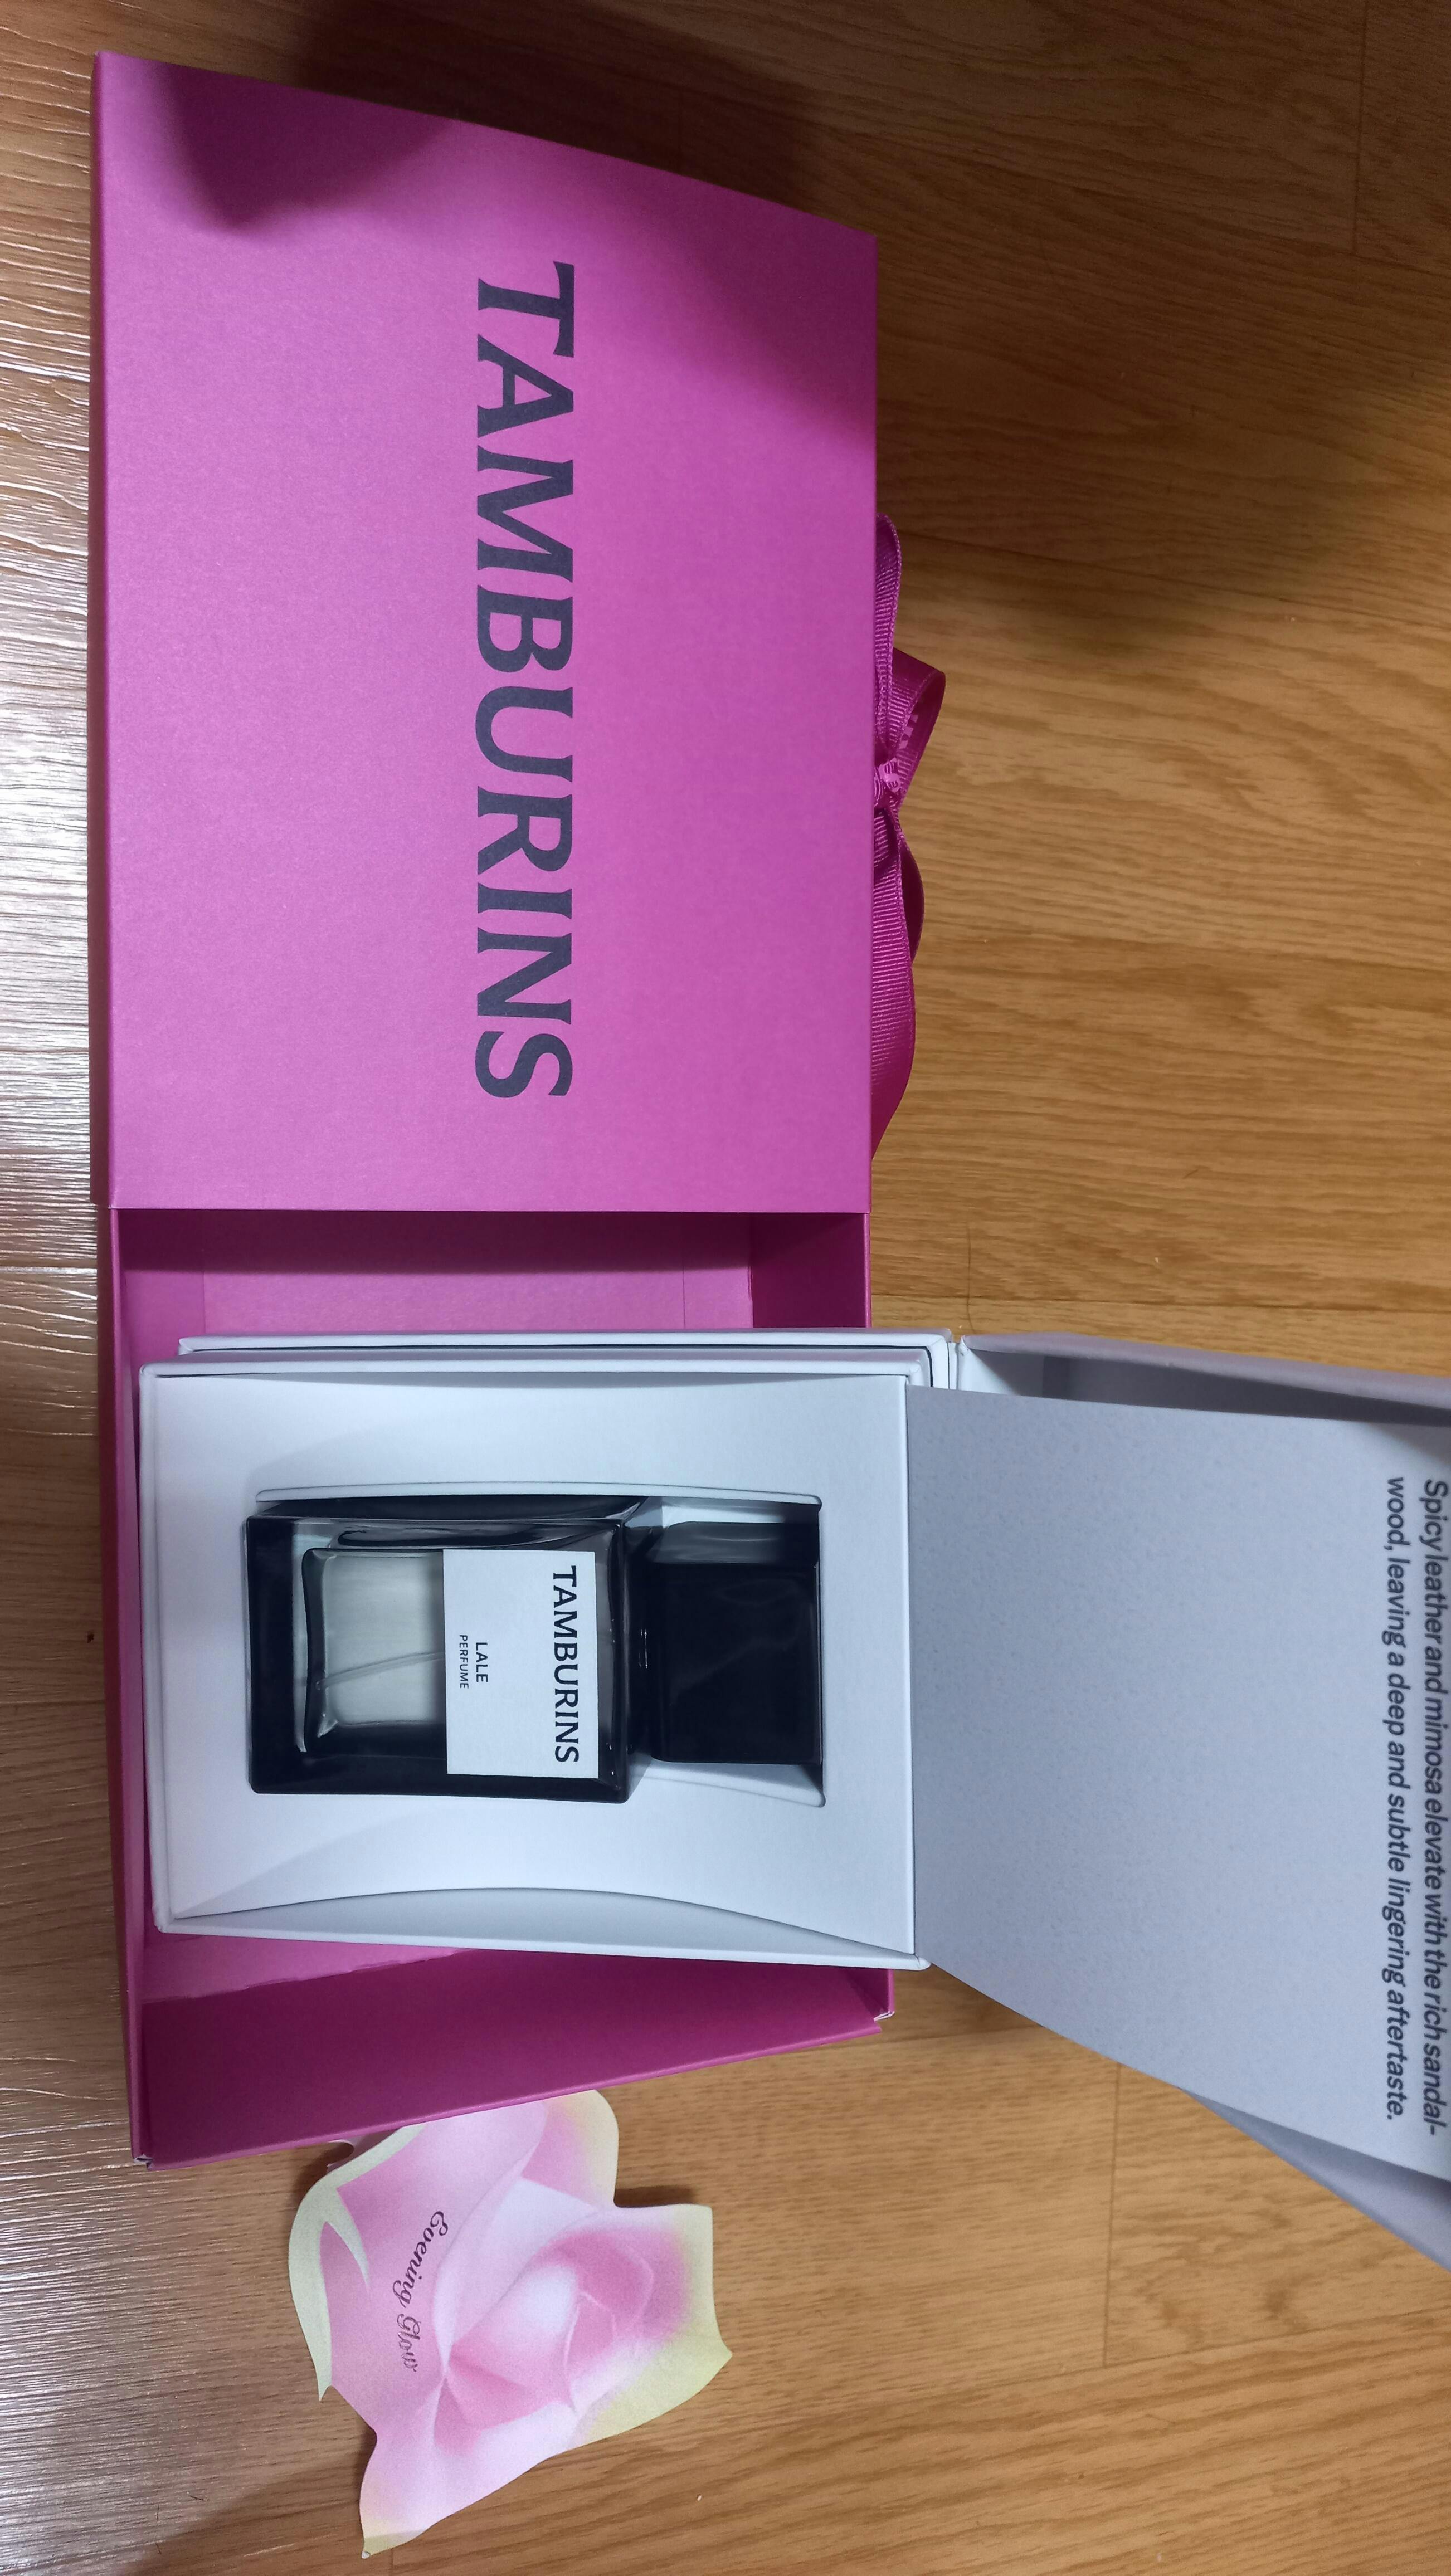 TAMBURINS
Spicy leather and mimosa elevate with the rich sandal-
wood, leaving a deep and subtle lingering aftertaste.
TAMBURINS
LALE
PERFUME
Evening Glow